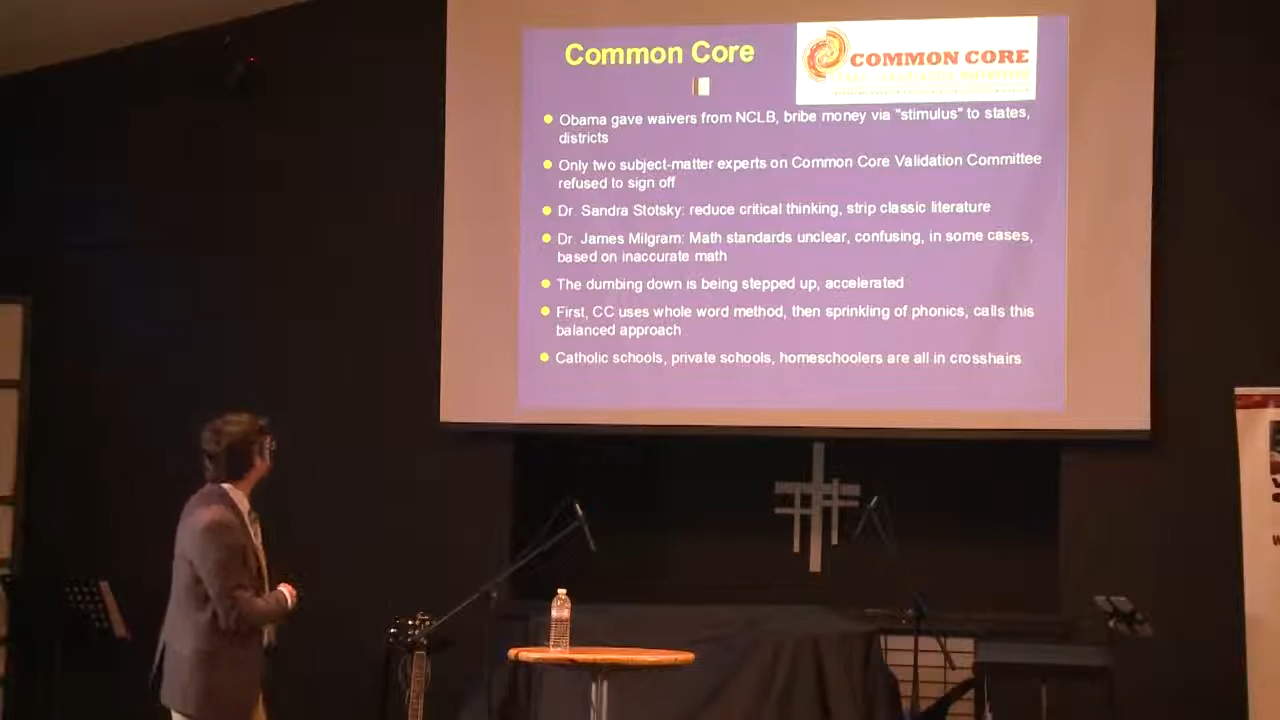 Common Core
COMMON CORE
Obama gave waivers from NCLB, bribe money via "stimulus" to states,
districts
Only two subject-matter experts on Common Core Validation Committee
refused to sign off
Dr. Sandra Stotsky: reduce critical thinking, strip classic literature
Dr. James Milgram: Math standards unclear, confusing, in some cases,
based on inaccurate math
The dumbing down is being stepped up, accelerated
First, CC uses whole word method, then sprinkling of phonics, calls this
balanced approach
Catholic schools, private schools, homeschoolers are all in crosshairs